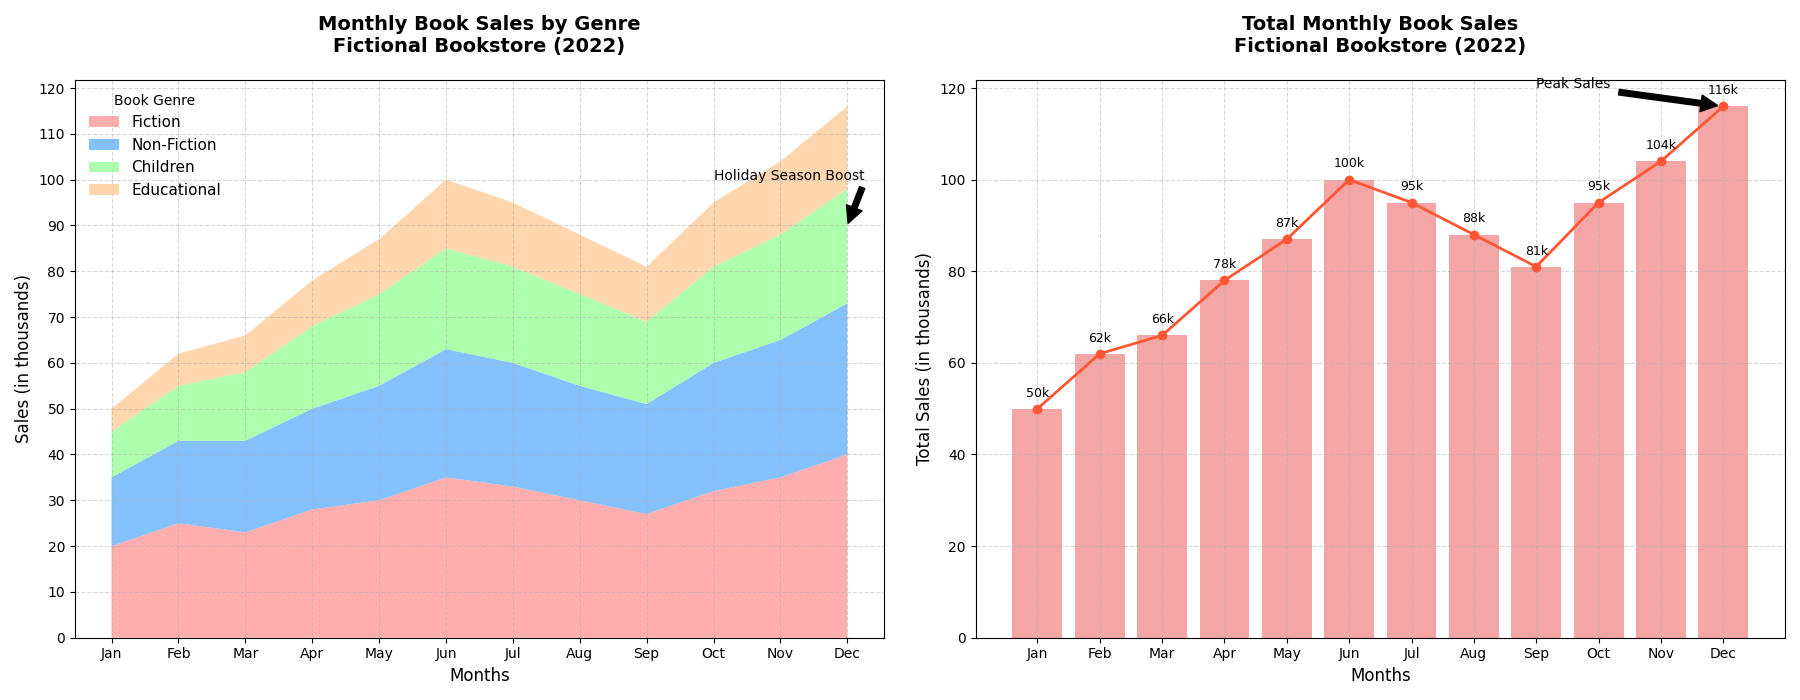 Monthly Book Sales by Genre
Fictional Bookstore (2022)
Sales (in thousands)
120
110
100
90
80
70
60
50
40
30
20
10
0
Book Genre
Fiction
Non-Fiction
Children
Educational
Holiday Season Boost
Jan Feb Mar Apr May Jun Jul Aug Sep Oct Nov Dec
Months
Total Monthly Book Sales
Fictional Bookstore (2022)
Total Sales (in thousands)
120
100
80
60
40
20
0
Peak Sales
50k
62k
66k
78k
87k
100k
95k
88k
81k
95k
104k
116k
Jan Feb Mar Apr May Jun Jul Aug Sep Oct Nov Dec
Months